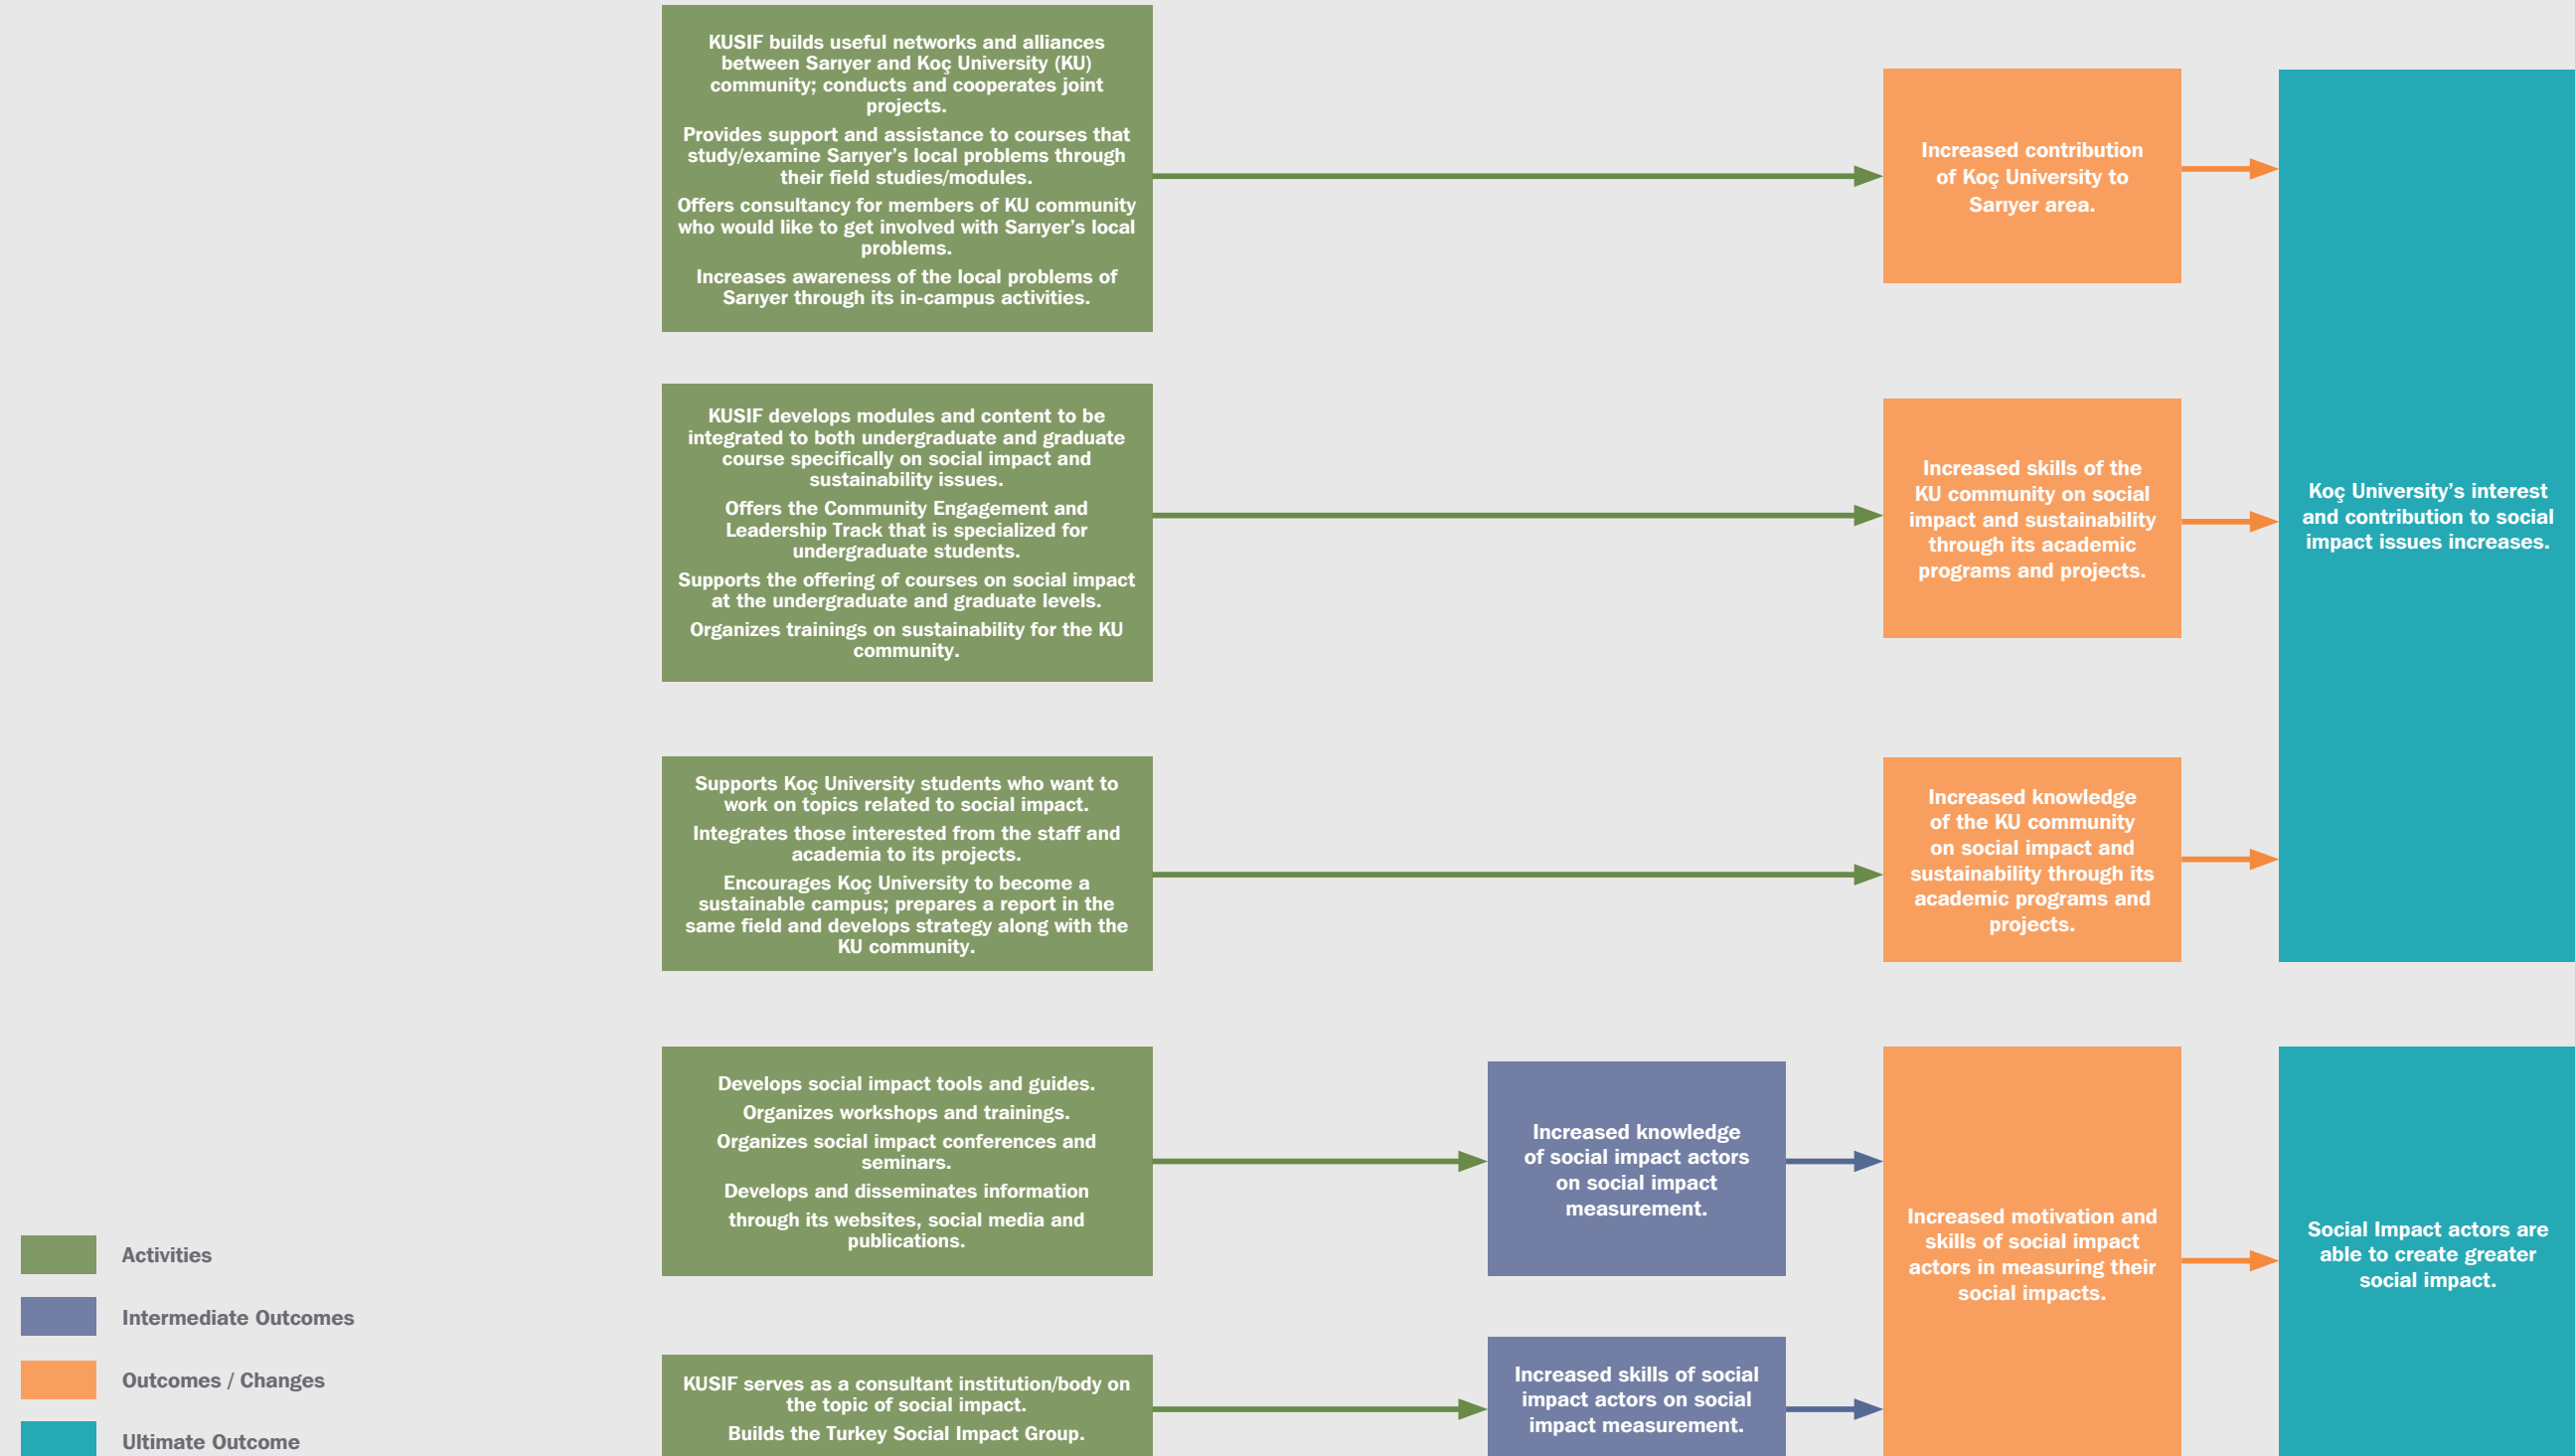 KUSIF builds useful networks and alliances
between Sarıyer and Koç University (KU)
community; conducts and cooperates joint
projects.
Provides support and assistance to courses that
study/examine Sarıyer’s local problems through
their field studies/modules.
Offers consultancy for members of KU community
who would like to get involved with Sarıyer’s local
problems.
Increases awareness of the local problems of
Sarıyer through its in-campus activities.
Increased contribution
of Koç University to
Sarıyer area.
KUSIF develops modules and content to be
integrated to both undergraduate and graduate
course specifically on social impact and
sustainability issues.
Offers the Community Engagement and
Leadership Track that is specialized for
undergraduate students.
Supports the offering of courses on social impact
at the undergraduate and graduate levels.
Organizes trainings on sustainability for the KU
community.
Increased skills of the
KU community on social
impact and sustainability
through its academic
programs and projects.
Koç University’s interest
and contribution to social
impact issues increases.
Supports Koç University students who want to
work on topics related to social impact.
Integrates those interested from the staff and
academia to its projects.
Encourages Koç University to become a
sustainable campus; prepares a report in the
same field and develops strategy along with the
KU community.
Increased knowledge
of the KU community
on social impact and
sustainability through its
academic programs and
projects.
Develops social impact tools and guides.
Organizes workshops and trainings.
Organizes social impact conferences and
seminars.
Develops and disseminates information
through its websites, social media and
publications.
Increased knowledge
of social impact actors
on social impact
measurement.
Increased motivation and
skills of social impact
actors in measuring their
social impacts.
Social Impact actors are
able to create greater
social impact.
KUSIF serves as a consultant institution/body on
the topic of social impact.
Builds the Turkey Social Impact Group.
Increased skills of social
impact actors on social
impact measurement.
Activities
Intermediate Outcomes
Outcomes / Changes
Ultimate Outcome